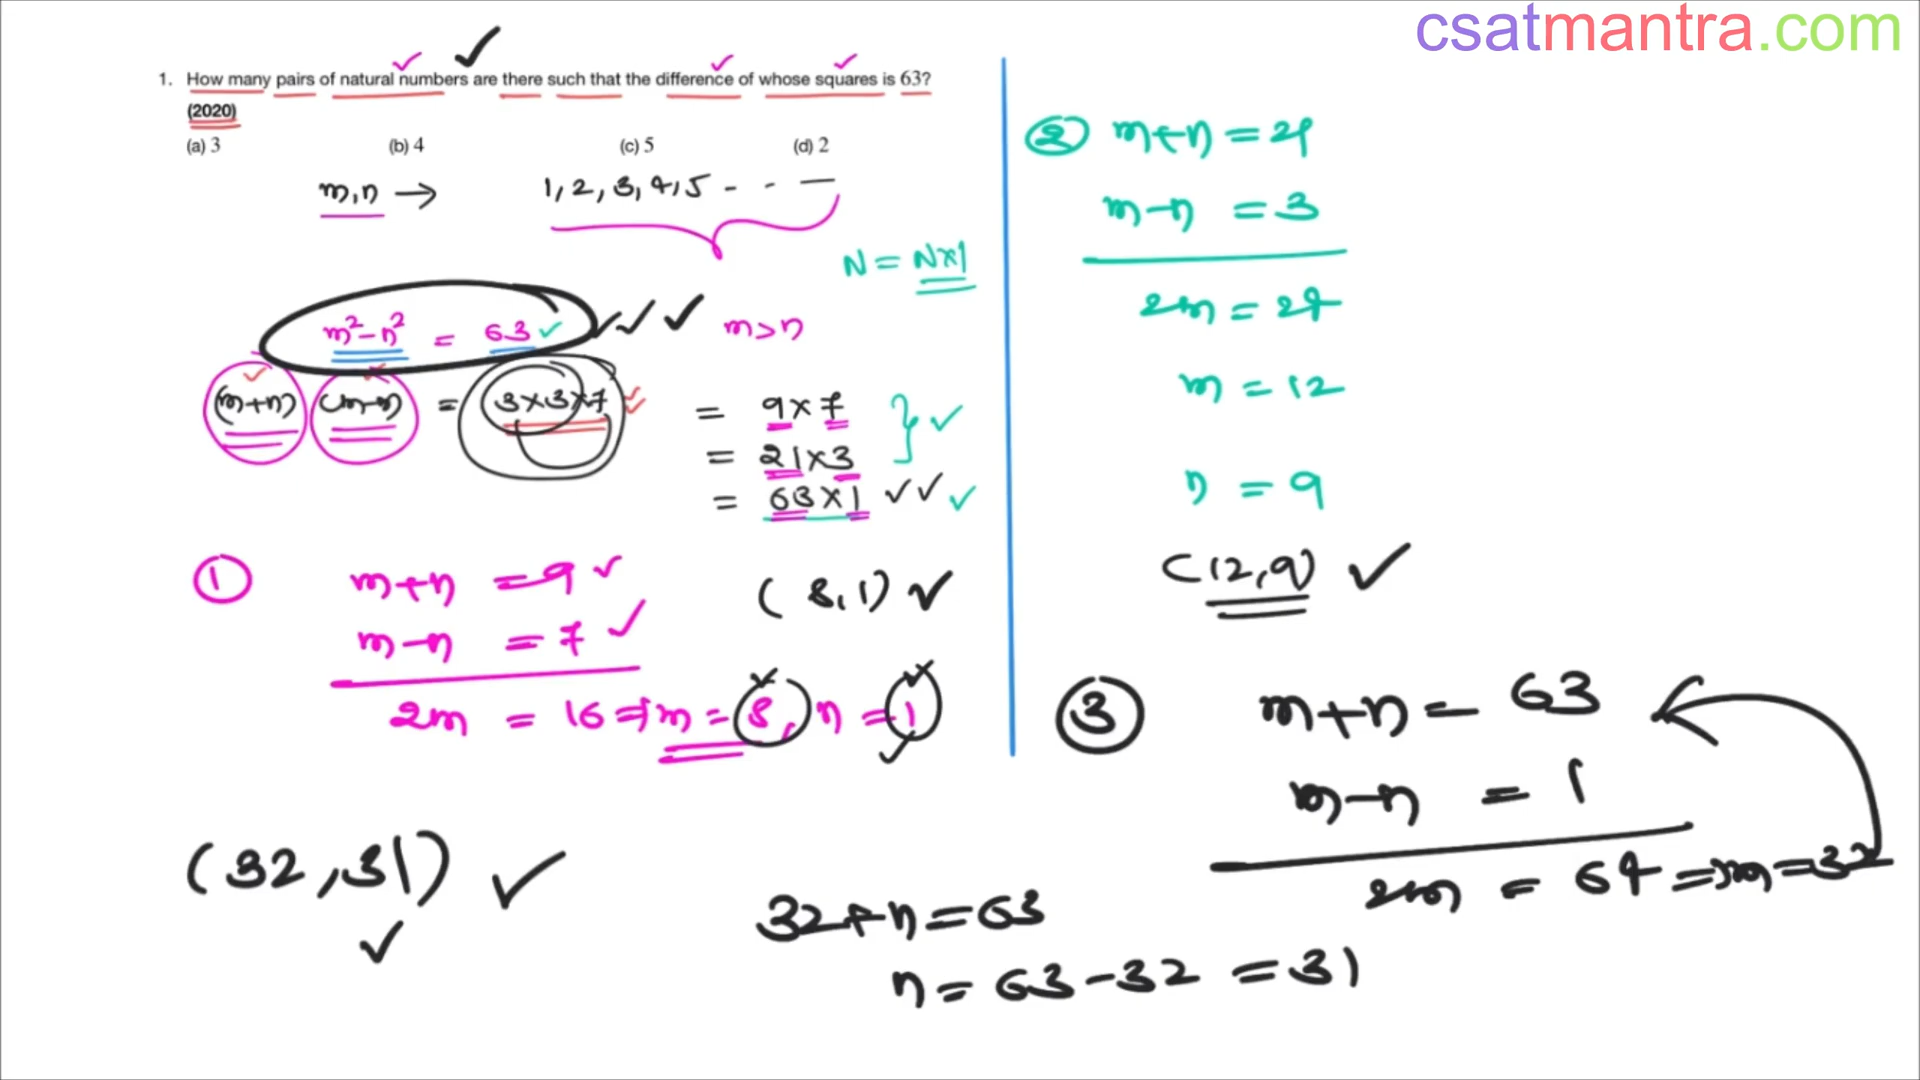 csatmantra.com
1. How many pairs of natural numbers are there such that the difference of whose squares is 63?
(2020)
(a) 3 (b) 4 (c) 5 (d) 2
m,n → 1, 2, 3, 4, 5 - - —
N = N×1
m² - n² = 63 m > n
(m+n) (m-n) = 3×3×7 = 9×7
= 21×3
= 63×1
① m+n = 9
m-n = 7
2m = 16 ⇒ m = 8, n = 1
(8,1)
② m+n = 21
m-n = 3
2m = 24
m = 12
n = 9
(12,9)
③ m+n = 63
m-n = 1
2m = 64 ⇒ m = 32
32+n = 63
n = 63-32 = 31
(32,31)